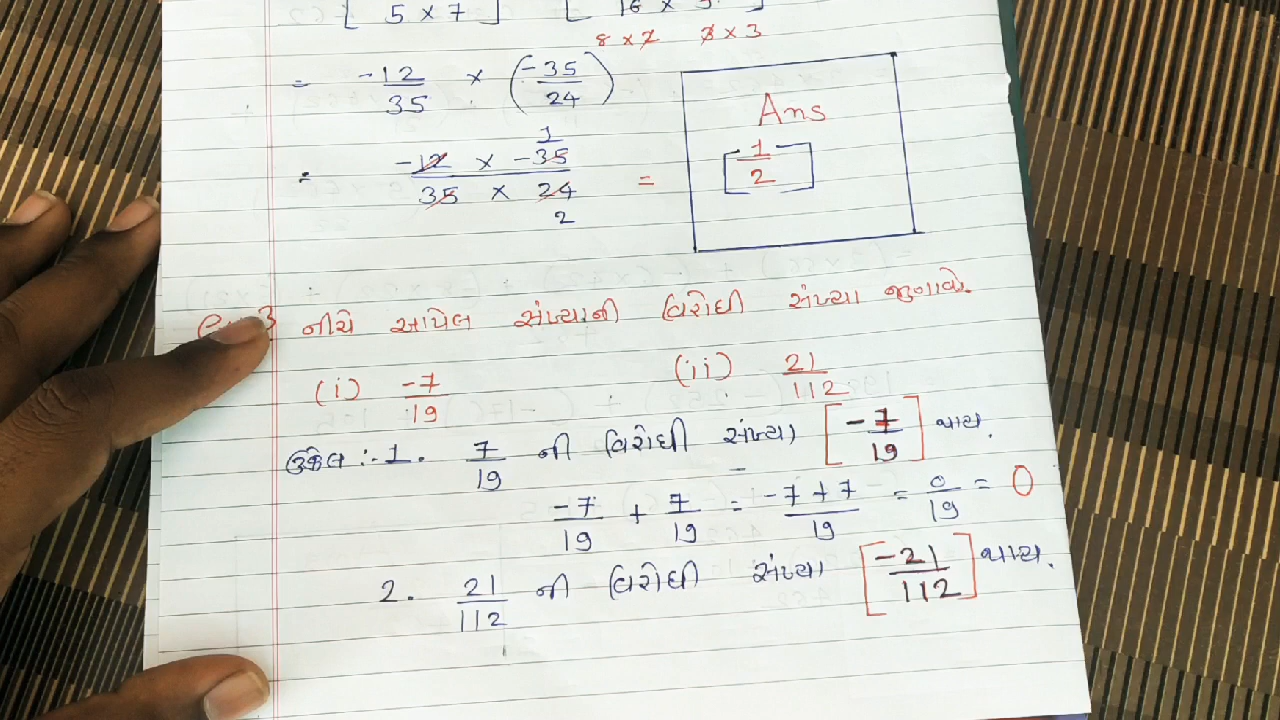 5 × 7
8 × 2 3 × 3
= -12/35 × (-35/24)
Ans
= -12 × -35 / 35 × 24 = 1/2
1
2
નીચે આપેલ સંખ્યાની વિરોધી સંખ્યા જણાવો.
(i) -7/19 (ii) 21/112
ઉકેલ :- 1. 7/19 ની વિરોધી સંખ્યા [-7/19] થાય.
-7/19 + 7/19 = -7+7/19 = 0/19 = 0
2. 21/112 ની વિરોધી સંખ્યા [-21/112] થાય.